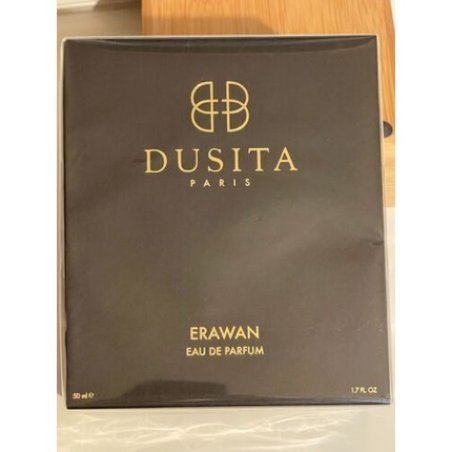 DUSITA
PARIS
ERAWAN
EAU DE PARFUM
50 ml e 1.7 FL. OZ